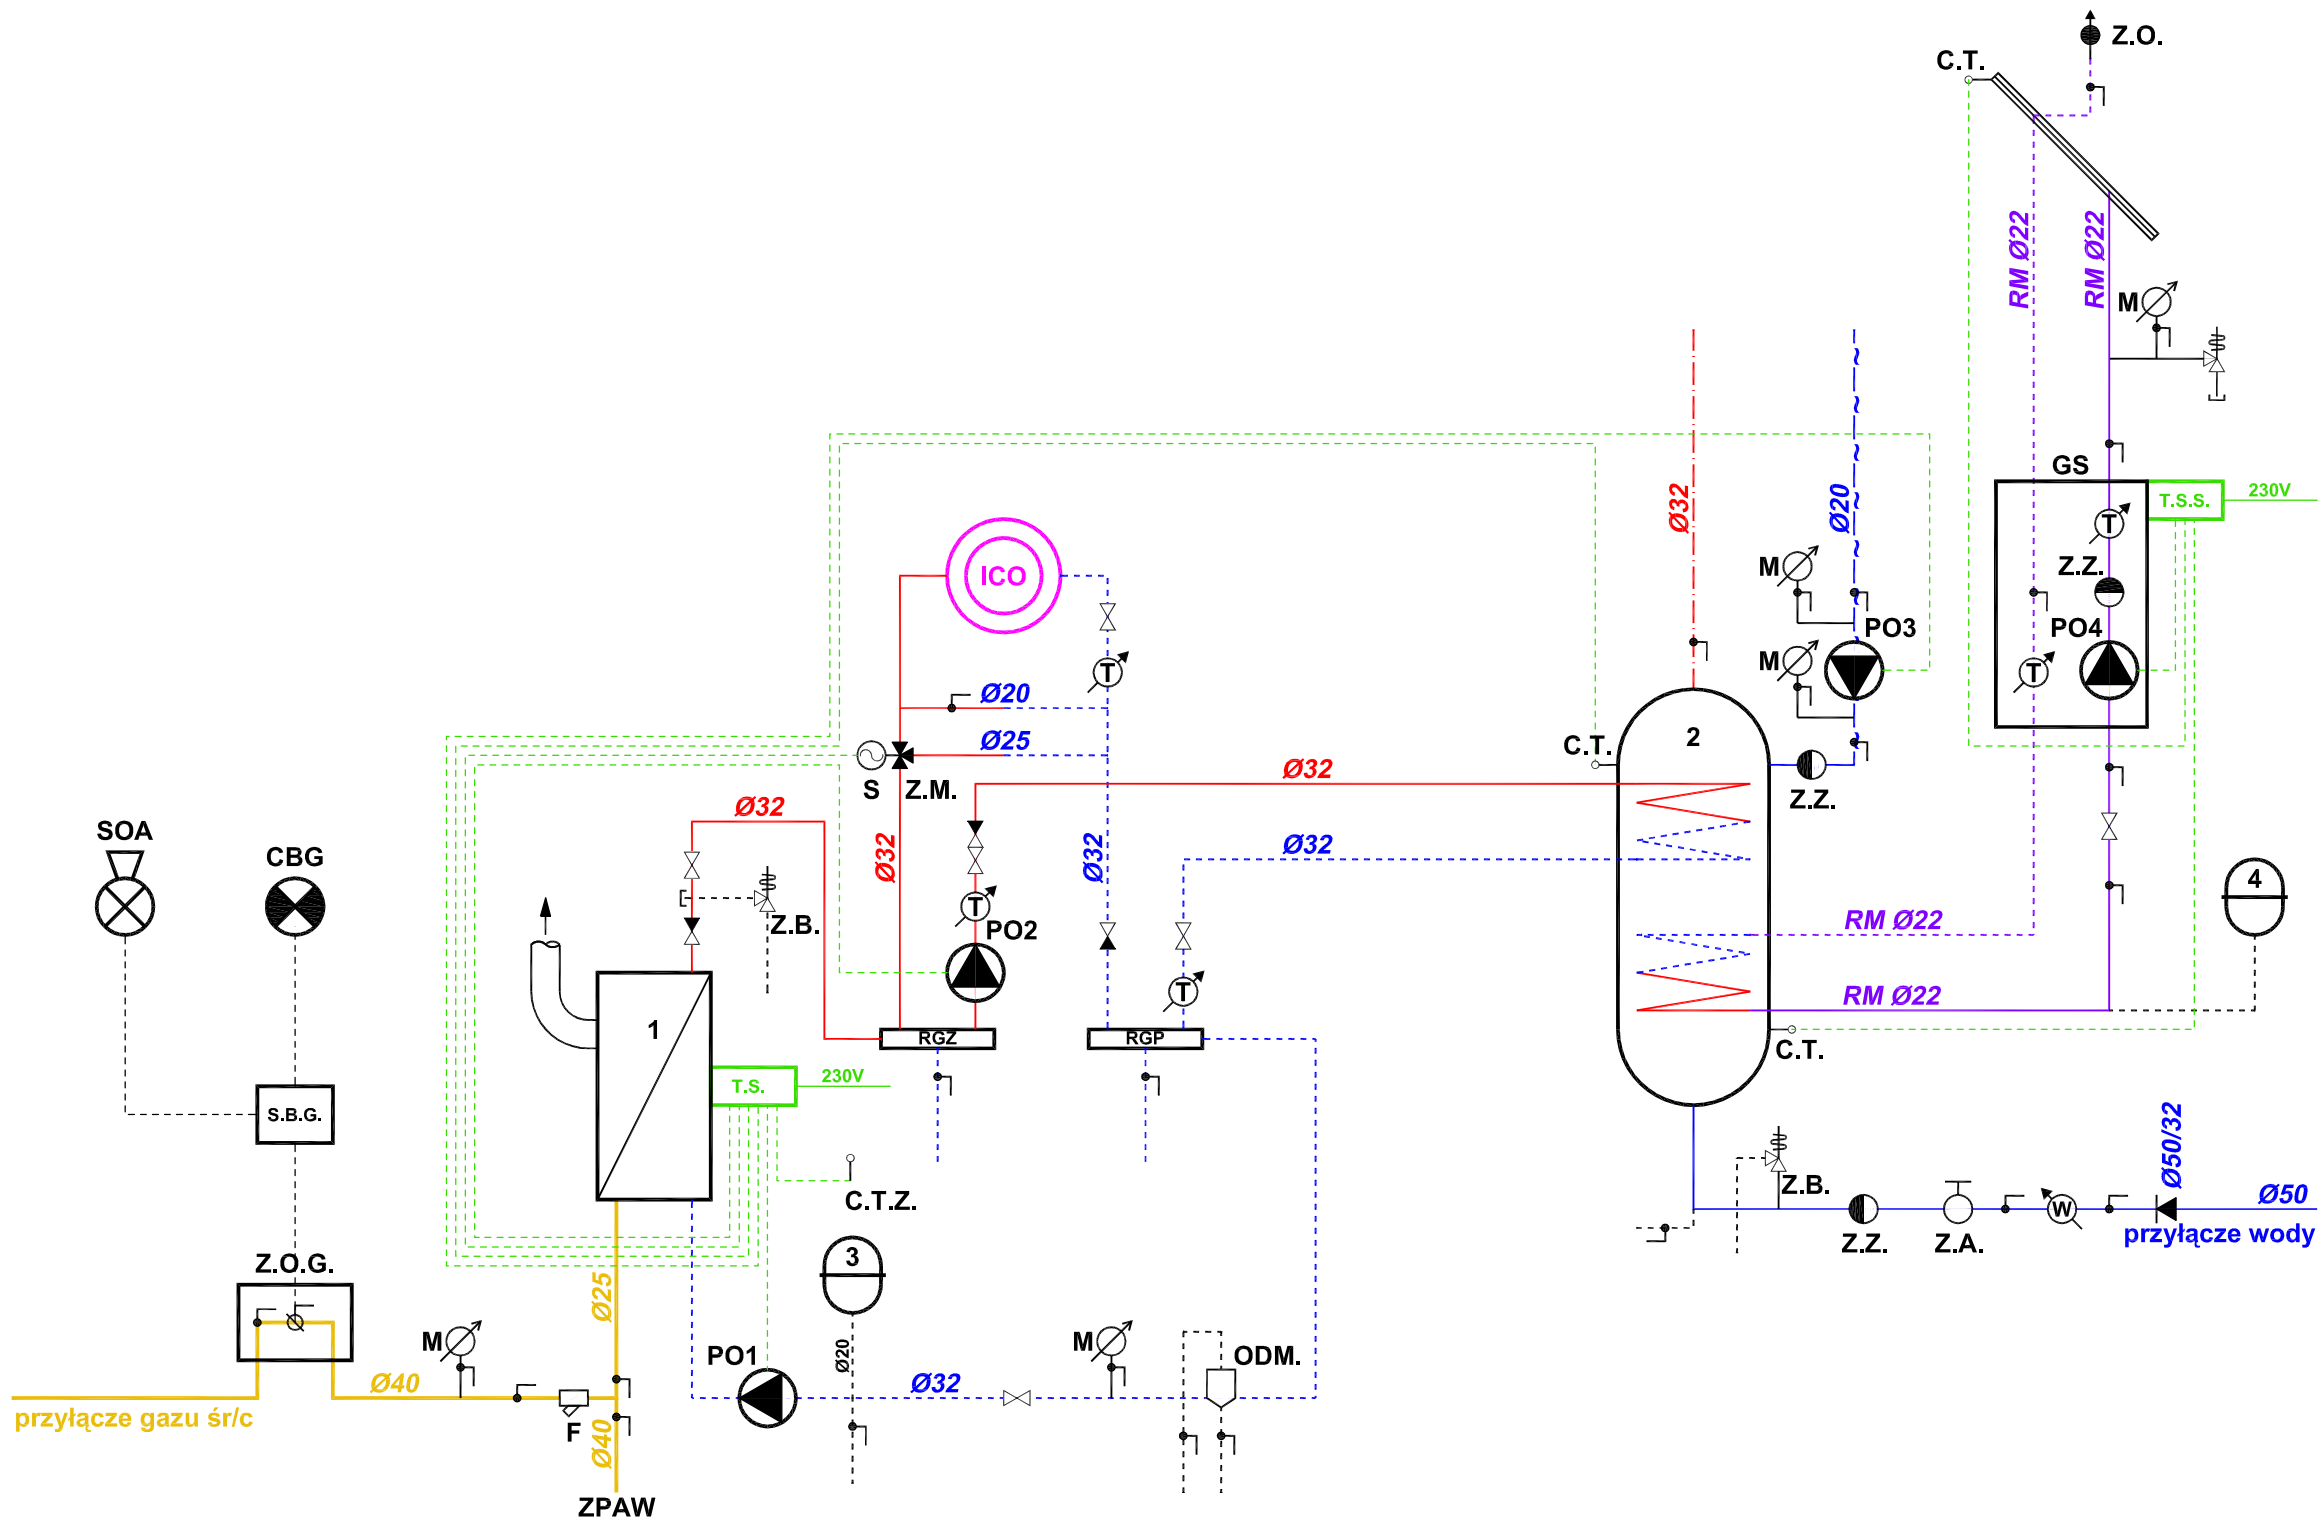 Z.O.
C.T.
RM Ø22
RM Ø22
M
GS
T.S.S.
230V
T
Z.Z.
PO4
T
Ø32
Ø20
M
PO3
M
ICO
T
Ø20
Ø25
S
Z.M.
C.T.
2
Z.Z.
Ø32
Ø32
Ø32
Ø32
Ø32
SOA
CBG
Z.B.
T
PO2
T
RM Ø22
RM Ø22
4
1
RGZ
RGP
C.T.
T.S.
230V
S.B.G.
C.T.Z.
Z.B.
Z.Z.
Z.A.
W
Ø50/32
Ø50
przyłącze wody
Z.O.G.
3
Ø25
M
PO1
Ø20
M
ODM.
Ø40
Ø32
przyłącze gazu śr/c
F
Ø40
ZPAW